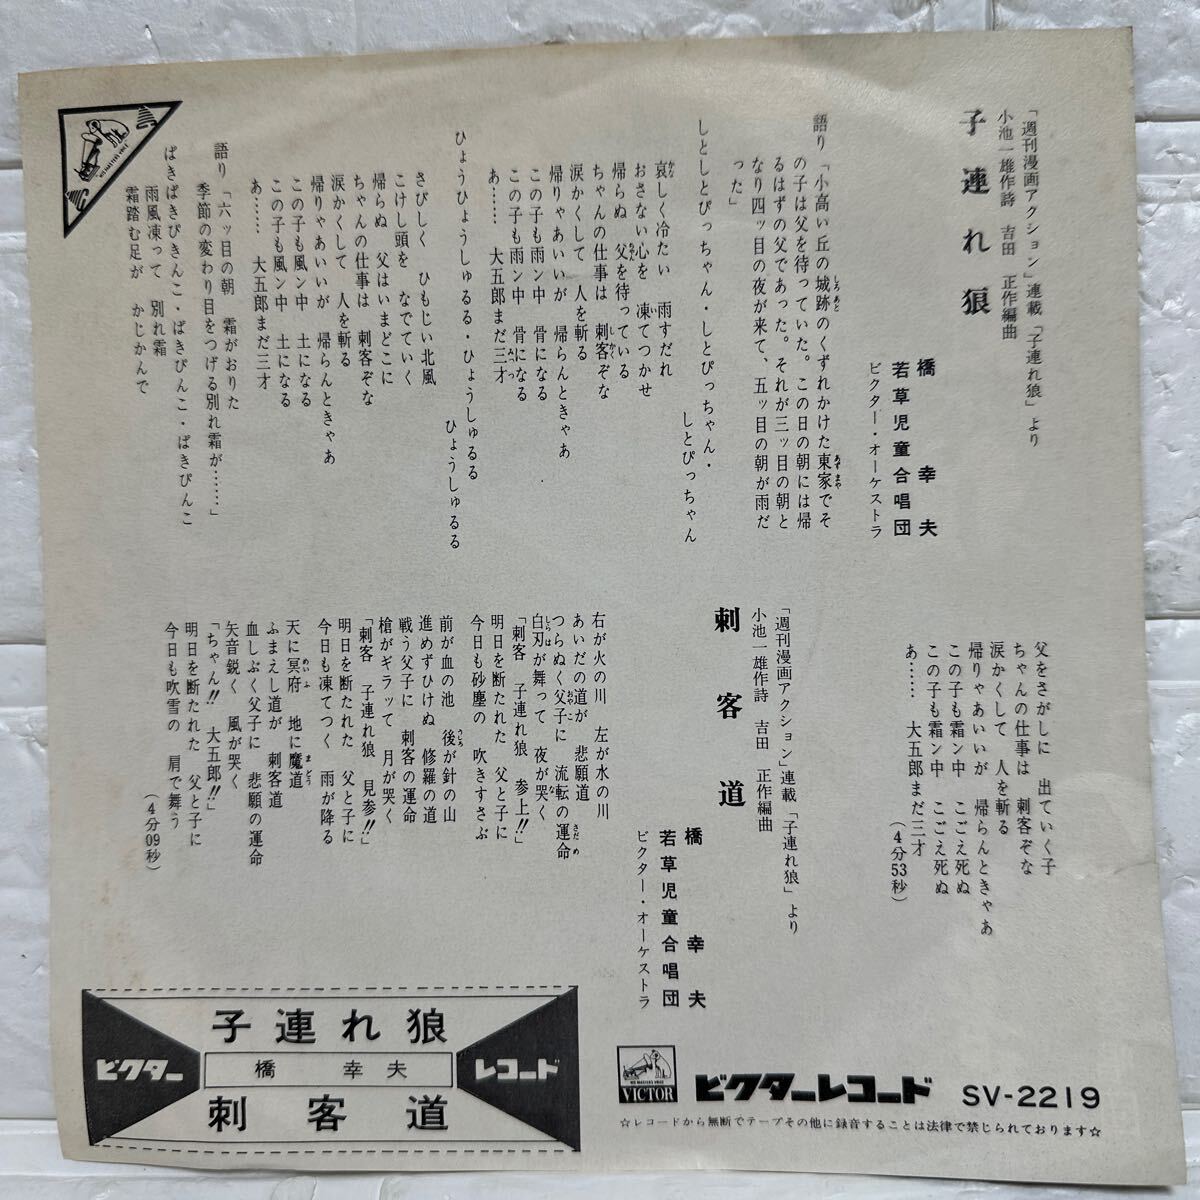 「週刊漫画アクション」連載「子連れ狼」より
小池一雄作詩　吉田　正作編曲
子連れ狼
橋　幸夫
若草児童合唱団
ビクター・オーケストラ
語り「小高い丘の城跡のくずれかけた東家でそ
の子は父を待っていた。この日の朝には帰
るはずの父であった。それが三ッ目の朝と
なり四ッ目の夜が来て、五ッ目の朝が雨だ
った」
しとしとぴっちゃん・しとぴっちゃん・
しとぴっちゃん
哀しく冷たい　雨すだれ
おさない心を　凍てつかせ
帰らぬ　父を待っている
ちゃんの仕事は　刺客ぞな
涙かくして　人を斬る
帰りゃあいいが　帰らんときゃあ
この子も雨ン中　骨になる
この子も雨ン中　骨になる
あ……　大五郎まだ三才
ひょうひょうしゅるる・ひょうしゅるる
ひょうしゅるる
さびしく　ひもじい北風
こけし頭を　なでていく
帰らぬ　父はいまどこに
ちゃんの仕事は　刺客ぞな
涙かくして　人を斬る
帰りゃあいいが　帰らんときゃあ
この子も風ン中　土になる
この子も風ン中　土になる
あ……　大五郎まだ三才
語り「六ッ目の朝　霜がおりた
季節の変わり目をつげる別れ霜が……」
ぱきぱきぴきんこ・ぱきぴんこ・ぱきぴんこ
雨風凍って　別れ霜
霜踏む足が　かじかんで
父をさがしに　出ていく子
ちゃんの仕事は　刺客ぞな
涙かくして　人を斬る
帰りゃあいいが　帰らんときゃあ
この子も霜ン中　こごえ死ぬ
この子も霜ン中　こごえ死ぬ
あ……　大五郎まだ三才
（4分53秒）
「週刊漫画アクション」連載「子連れ狼」より
小池一雄作詩　吉田　正作編曲
刺客道
橋　幸夫
若草児童合唱団
ビクター・オーケストラ
右が火の川　左が水の川
あいだの道が　悲願道
つらぬく父子に　流転の運命
白刃が舞って　夜が哭く
「刺客　子連れ狼　参上!!」
明日を断たれた　父と子に
今日も砂塵の　吹きすさぶ
前が血の池　後が針の山
進めずひけぬ　修羅の道
戦う父子に　刺客の運命
槍がギラッて　月が哭く
「刺客　子連れ狼　見参!!」
明日を断たれた　父と子に
今日も凍てつく　雨が降る
天に冥府　地に魔道
ふまえし道が　刺客道
血しぶく父子に　悲願の運命
矢音鋭く　風が哭く
「ちゃん!!　大五郎!!」
明日を断たれた　父と子に
今日も吹雪の　肩で舞う
（4分09秒）
子連れ狼
ビクター　橋　幸夫　レコード
刺客道
HIS MASTER'S VOICE
VICTOR
ビクターレコード　SV-2219
☆レコードから無断でテープその他に録音することは法律で禁じられております☆